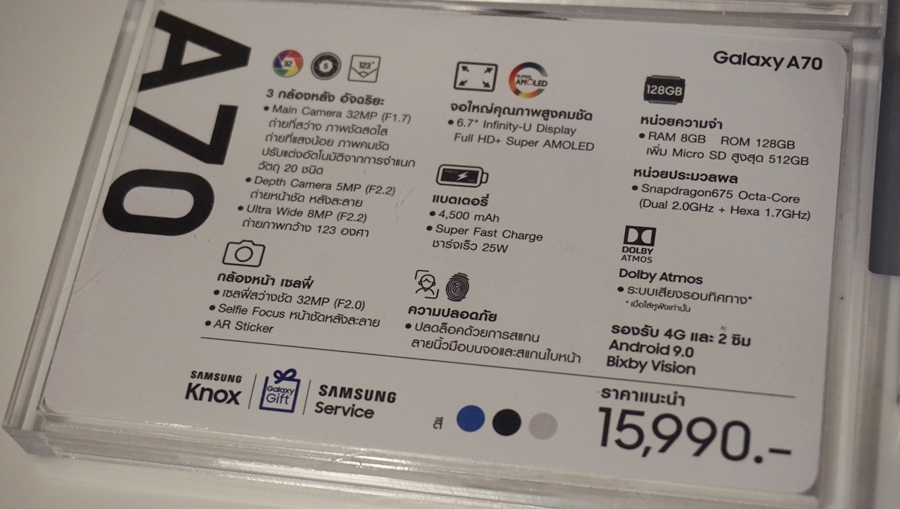 A70
Galaxy A70
32
5
123°
3 กล้องหลัง อัจฉริยะ
• Main Camera 32MP (F1.7)
ถ่ายที่สว่าง ภาพชัดสดใส
ถ่ายที่แสงน้อย ภาพคมชัด
ปรับแต่งอัตโนมัติจากการจำแนก
วัตถุ 20 ชนิด
• Depth Camera 5MP (F2.2)
ถ่ายหน้าชัด หลังละลาย
• Ultra Wide 8MP (F2.2)
ถ่ายภาพกว้าง 123 องศา
กล้องหน้า เซลฟี่
• เซลฟี่สว่างชัด 32MP (F2.0)
• Selfie Focus หน้าชัดหลังละลาย
• AR Sticker
SUPER AMOLED
จอใหญ่คุณภาพสูงคมชัด
• 6.7" Infinity-U Display
Full HD+ Super AMOLED
แบตเตอรี่
• 4,500 mAh
• Super Fast Charge
ชาร์จเร็ว 25W
ความปลอดภัย
• ปลดล็อคด้วยการสแกน
ลายนิ้วมือบนจอและสแกนใบหน้า
128GB
หน่วยความจำ
• RAM 8GB ROM 128GB
เพิ่ม Micro SD สูงสุด 512GB
หน่วยประมวลผล
• Snapdragon675 Octa-Core
(Dual 2.0GHz + Hexa 1.7GHz)
DOLBY
ATMOS
Dolby Atmos
• ระบบเสียงรอบทิศทาง*
* เมื่อใส่หูฟังเท่านั้น
รองรับ 4G และ 2 ซิม
Android 9.0
Bixby Vision
SAMSUNG
Knox
Galaxy
Gift
SAMSUNG
Service
สี
ราคาแนะนำ
15,990.-